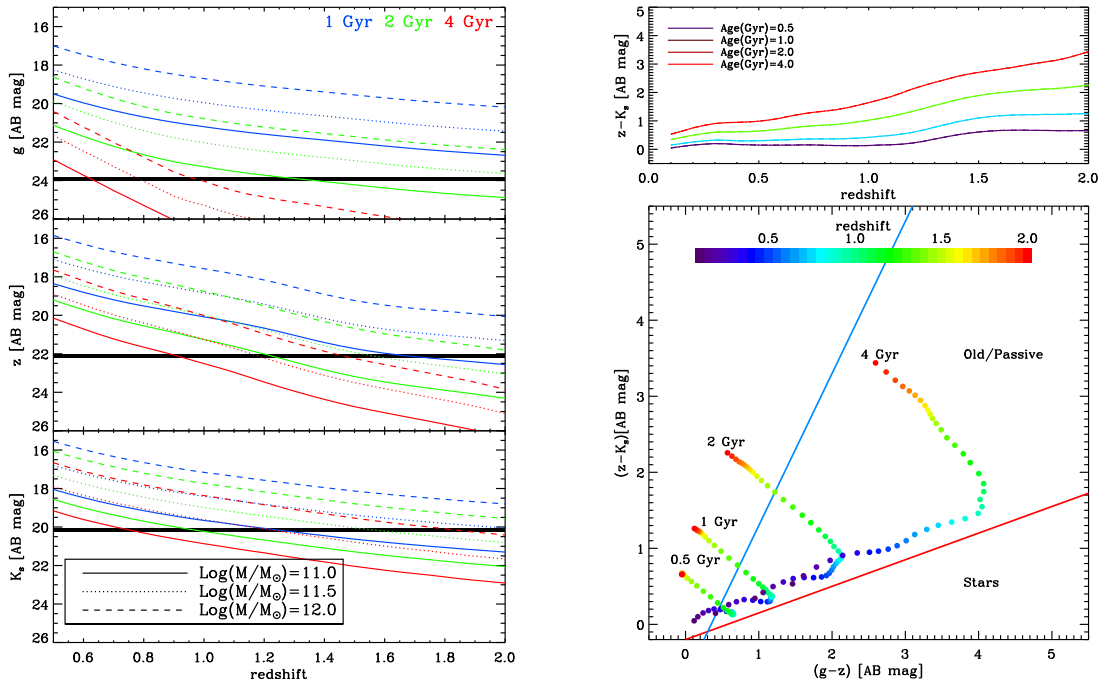 1 Gyr 2 Gyr 4 Gyr
16
18
20
22
24
26
g [AB mag]
16
18
20
22
24
26
z [AB mag]
16
18
20
22
24
26
K_s [AB mag]
Log(M/M⊙)=11.0
Log(M/M⊙)=11.5
Log(M/M⊙)=12.0
0.6 0.8 1.0 1.2 1.4 1.6 1.8 2.0
redshift
5
4
3
2
1
0
z-K_s [AB mag]
Age(Gyr)=0.5
Age(Gyr)=1.0
Age(Gyr)=2.0
Age(Gyr)=4.0
0.0 0.5 1.0 1.5 2.0
redshift
redshift
0.5 1.0 1.5 2.0
5
4
3
2
1
0
(z-K_s)[AB mag]
4 Gyr
Old/Passive
2 Gyr
1 Gyr
0.5 Gyr
Stars
0 1 2 3 4 5
(g-z) [AB mag]